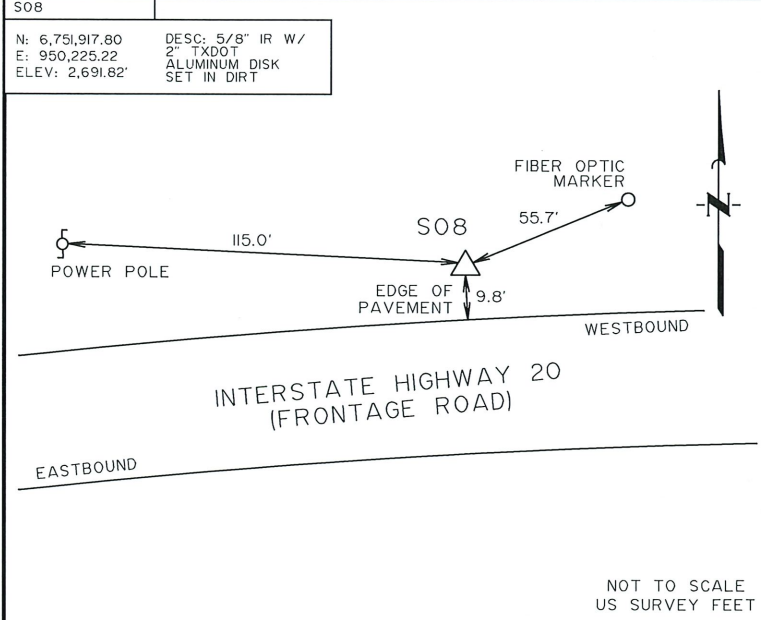 S08
N: 6,751,917.80
E: 950,225.22
ELEV: 2,691.82'
DESC: 5/8" IR W/
2" TXDOT
ALUMINUM DISK
SET IN DIRT
FIBER OPTIC
MARKER
N
S08
55.7'
115.0'
POWER POLE
EDGE OF
PAVEMENT
9.8'
WESTBOUND
INTERSTATE HIGHWAY 20
(FRONTAGE ROAD)
EASTBOUND
NOT TO SCALE
US SURVEY FEET